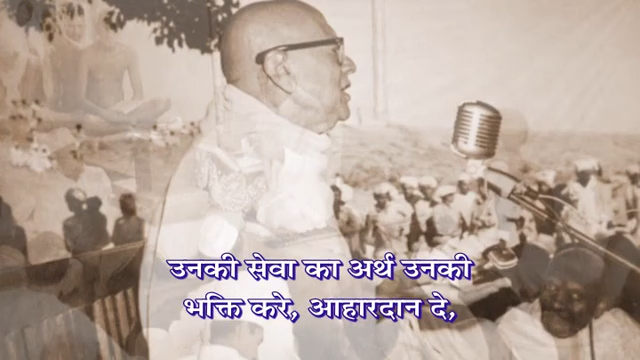 उनकी सेवा का अर्थ उनकी
भक्ति करे, आहारदान दे,